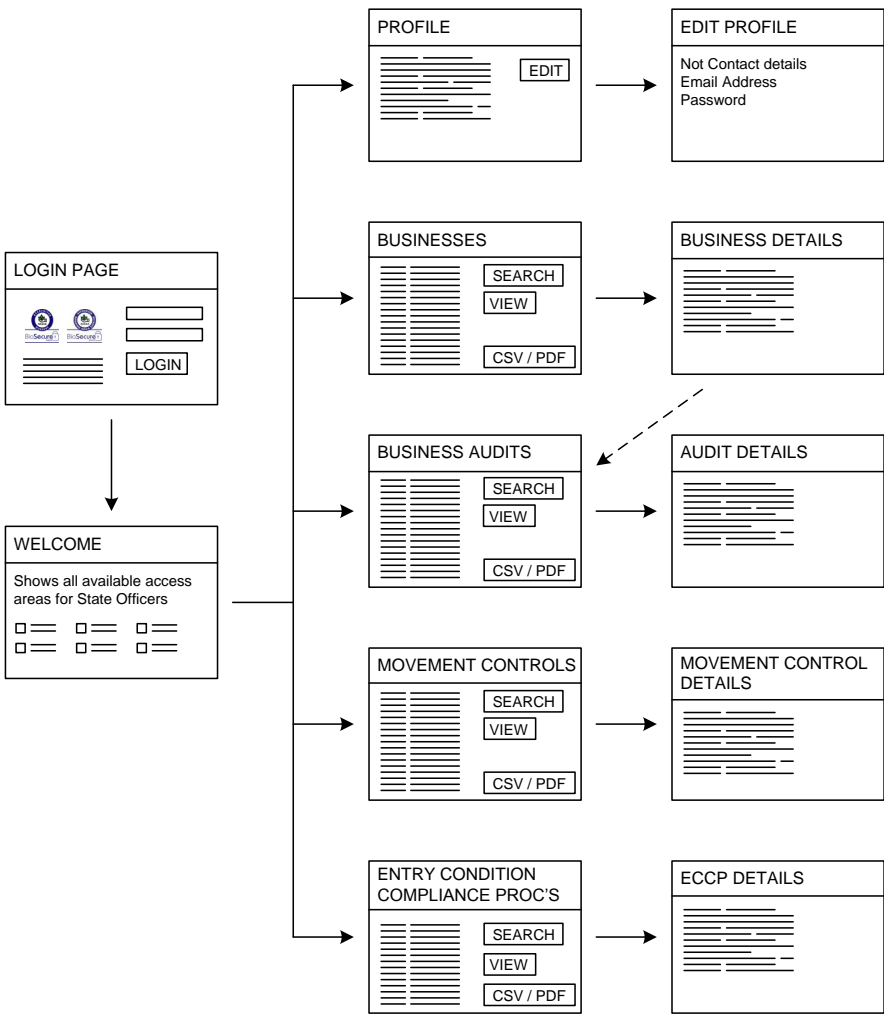 PROFILE
EDIT
EDIT PROFILE
Not Contact details
Email Address
Password
LOGIN PAGE
BioSecure
BioSecure
LOGIN
WELCOME
Shows all available access
areas for State Officers
BUSINESSES
SEARCH
VIEW
CSV / PDF
BUSINESS DETAILS
BUSINESS AUDITS
SEARCH
VIEW
CSV / PDF
AUDIT DETAILS
MOVEMENT CONTROLS
SEARCH
VIEW
CSV / PDF
MOVEMENT CONTROL
DETAILS
ENTRY CONDITION
COMPLIANCE PROC'S
SEARCH
VIEW
CSV / PDF
ECCP DETAILS